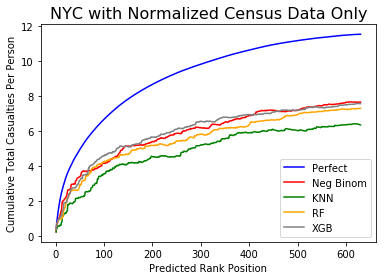 NYC with Normalized Census Data Only
Cumulative Total Casualties Per Person
12
10
8
6
4
2
0
Perfect
Neg Binom
KNN
RF
XGB
0 100 200 300 400 500 600
Predicted Rank Position